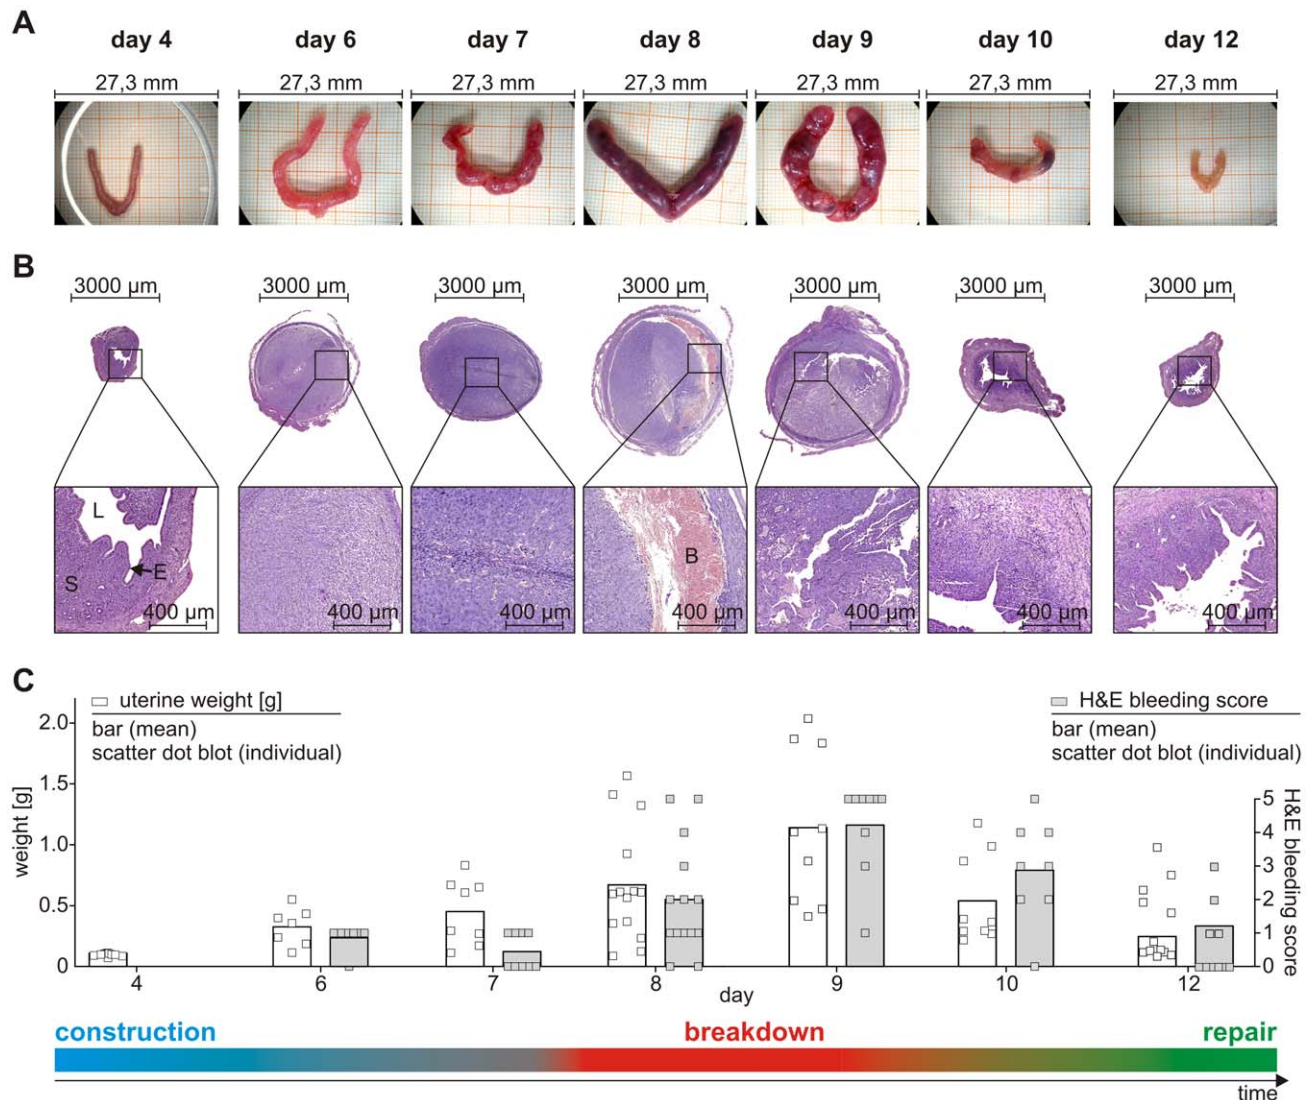 A
day 4 day 6 day 7 day 8 day 9 day 10 day 12
27,3 mm 27,3 mm 27,3 mm 27,3 mm 27,3 mm 27,3 mm 27,3 mm
B
3000 µm 3000 µm 3000 µm 3000 µm 3000 µm 3000 µm 3000 µm
L
B
S E
400 µm 400 µm 400 µm 400 µm 400 µm 400 µm 400 µm
C
uterine weight [g]
bar (mean)
scatter dot blot (individual)
H&E bleeding score
bar (mean)
scatter dot blot (individual)
weight [g]
2.0
1.5
1.0
0.5
0
5
4
3
2
1
0
H&E bleeding score
4 6 7 8 9 10 12
day
construction breakdown repair
time